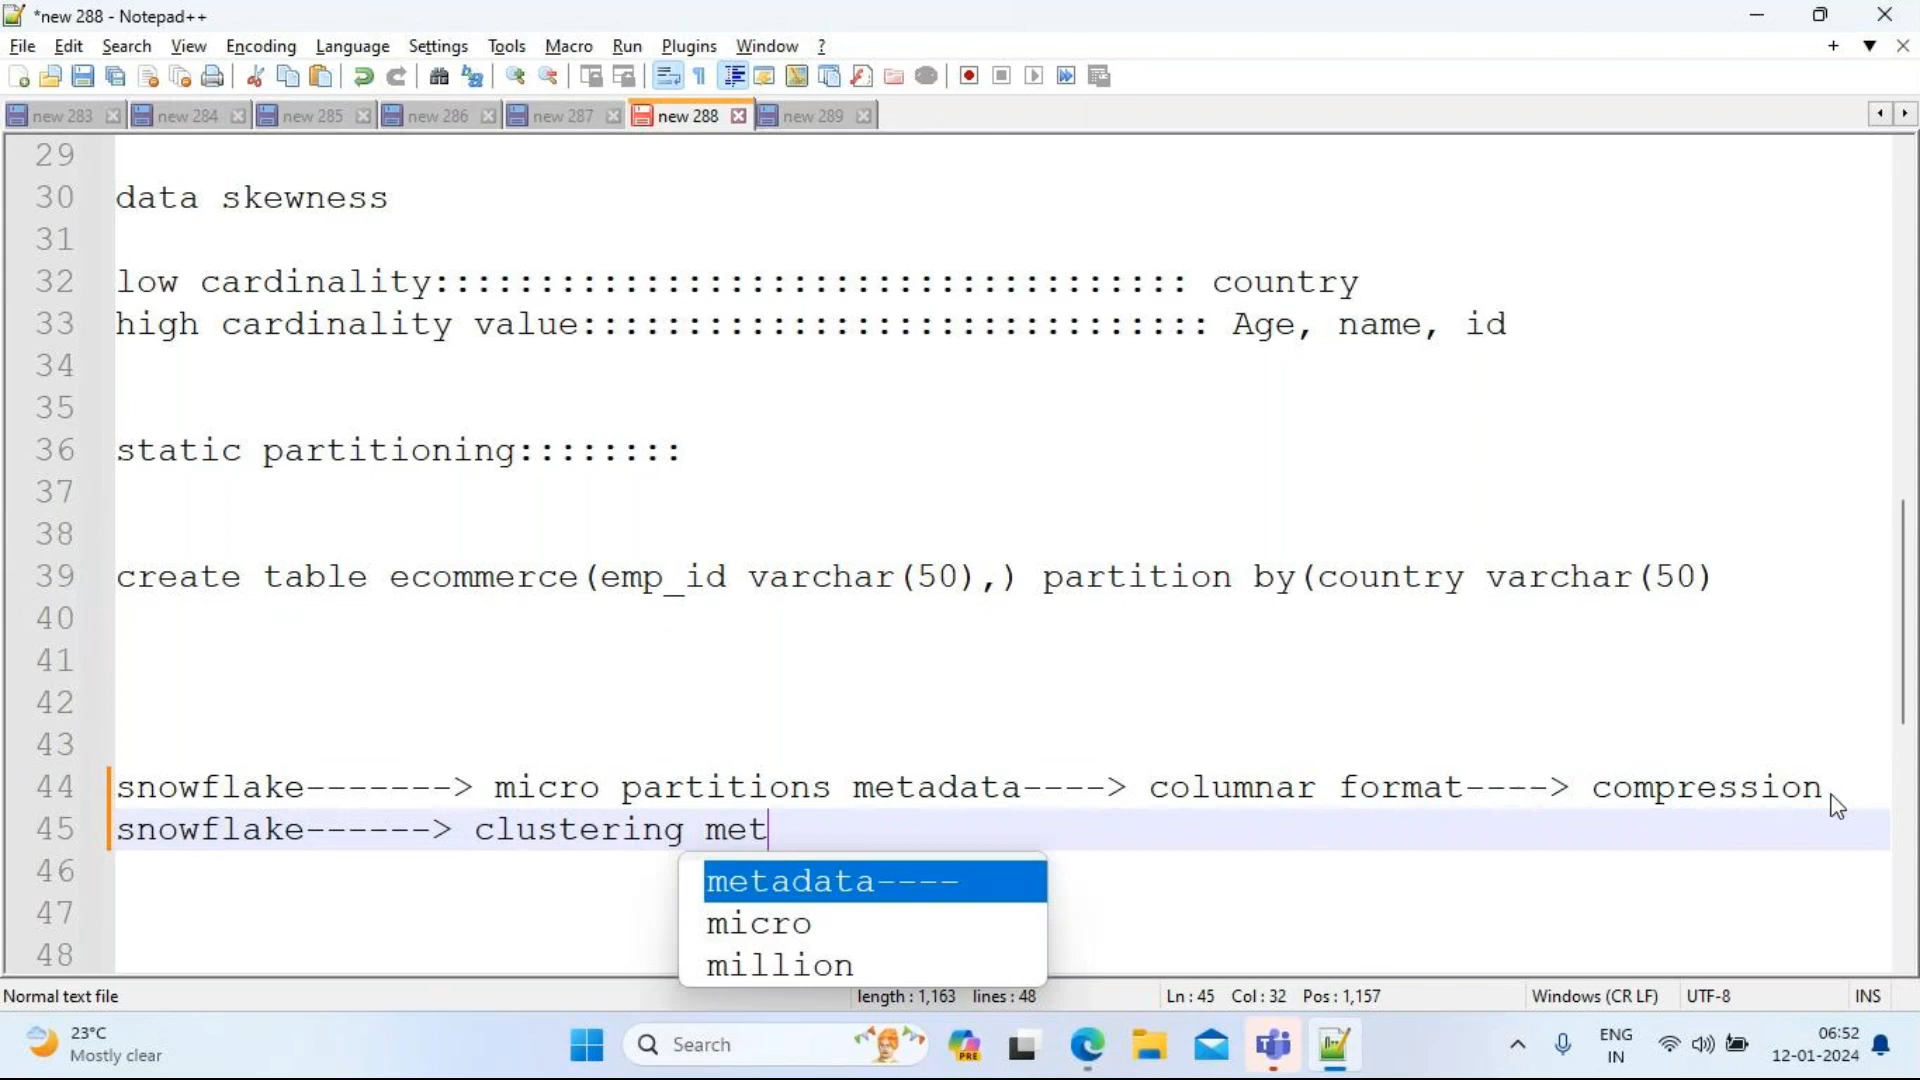 *new 288 - Notepad++
File Edit Search View Encoding Language Settings Tools Macro Run Plugins Window ?
new 283 new 284 new 285 new 286 new 287 new 288 new 289
29
30 data skewness
31
32 low cardinality:::::::::::::::::::::::::::::::::::: country
33 high cardinality value:::::::::::::::::::::::::::::: Age, name, id
34
35
36 static partitioning::::::::
37
38
39 create table ecommerce(emp_id varchar(50),) partition by(country varchar(50)
40
41
42
43
44 snowflake-------> micro partitions metadata----> columnar format----> compression
45 snowflake------> clustering met
46 metadata----
47 micro
48 million
Normal text file length : 1,163 lines : 48 Ln : 45 Col : 32 Pos : 1,157 Windows (CR LF) UTF-8 INS
23°C
Mostly clear
Search
PRE
ENG
IN
06:52
12-01-2024